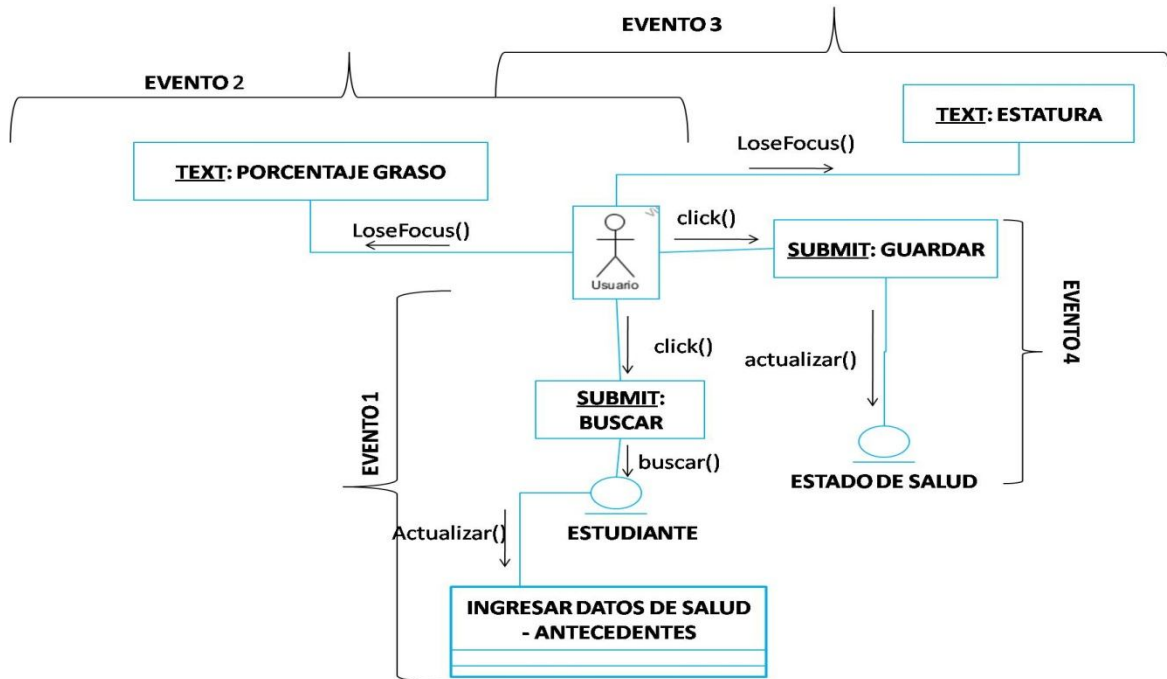 EVENTO 3
EVENTO 2
TEXT: ESTATURA
LoseFocus()
TEXT: PORCENTAJE GRASO
LoseFocus()
click()
SUBMIT: GUARDAR
Usuario
EVENTO 4
EVENTO 1
click()
actualizar()
SUBMIT:
BUSCAR
buscar()
ESTADO DE SALUD
Actualizar()
ESTUDIANTE
INGRESAR DATOS DE SALUD
- ANTECEDENTES